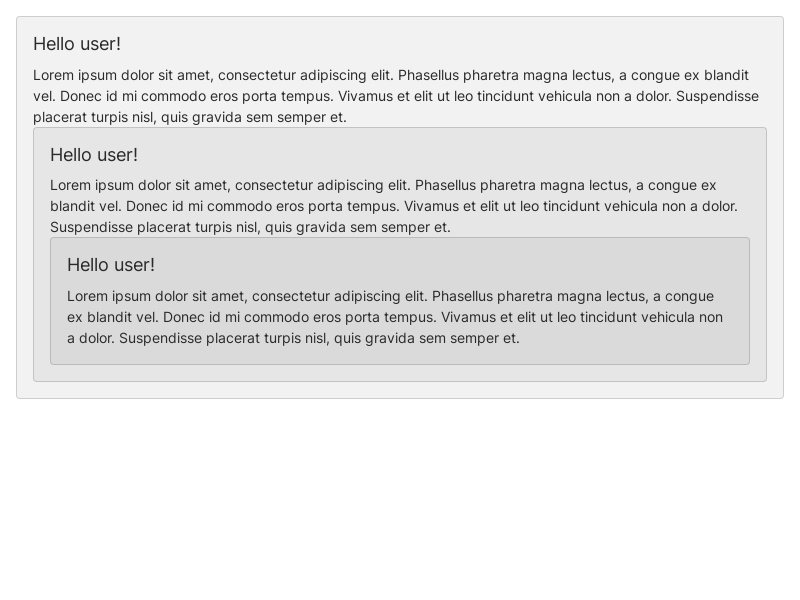 Hello user!
Lorem ipsum dolor sit amet, consectetur adipiscing elit. Phasellus pharetra magna lectus, a congue ex blandit
vel. Donec id mi commodo eros porta tempus. Vivamus et elit ut leo tincidunt vehicula non a dolor. Suspendisse
placerat turpis nisl, quis gravida sem semper et.
Hello user!
Lorem ipsum dolor sit amet, consectetur adipiscing elit. Phasellus pharetra magna lectus, a congue ex
blandit vel. Donec id mi commodo eros porta tempus. Vivamus et elit ut leo tincidunt vehicula non a dolor.
Suspendisse placerat turpis nisl, quis gravida sem semper et.
Hello user!
Lorem ipsum dolor sit amet, consectetur adipiscing elit. Phasellus pharetra magna lectus, a congue
ex blandit vel. Donec id mi commodo eros porta tempus. Vivamus et elit ut leo tincidunt vehicula non
a dolor. Suspendisse placerat turpis nisl, quis gravida sem semper et.